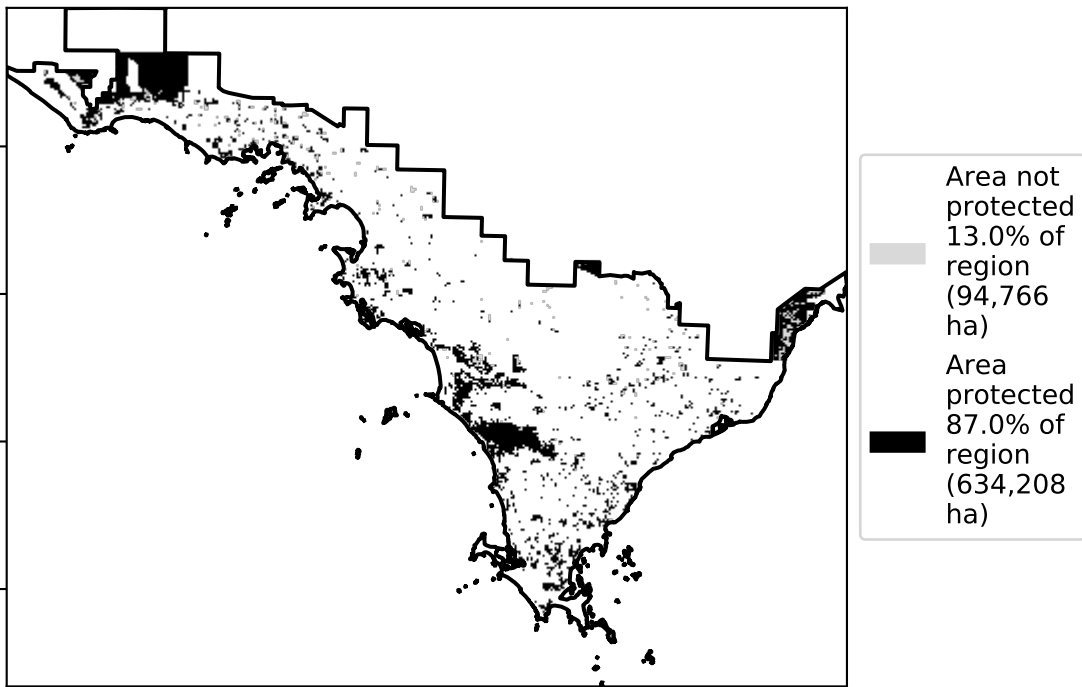 Area not
protected
13.0% of
region
(94,766
ha)
Area
protected
87.0% of
region
(634,208
ha)